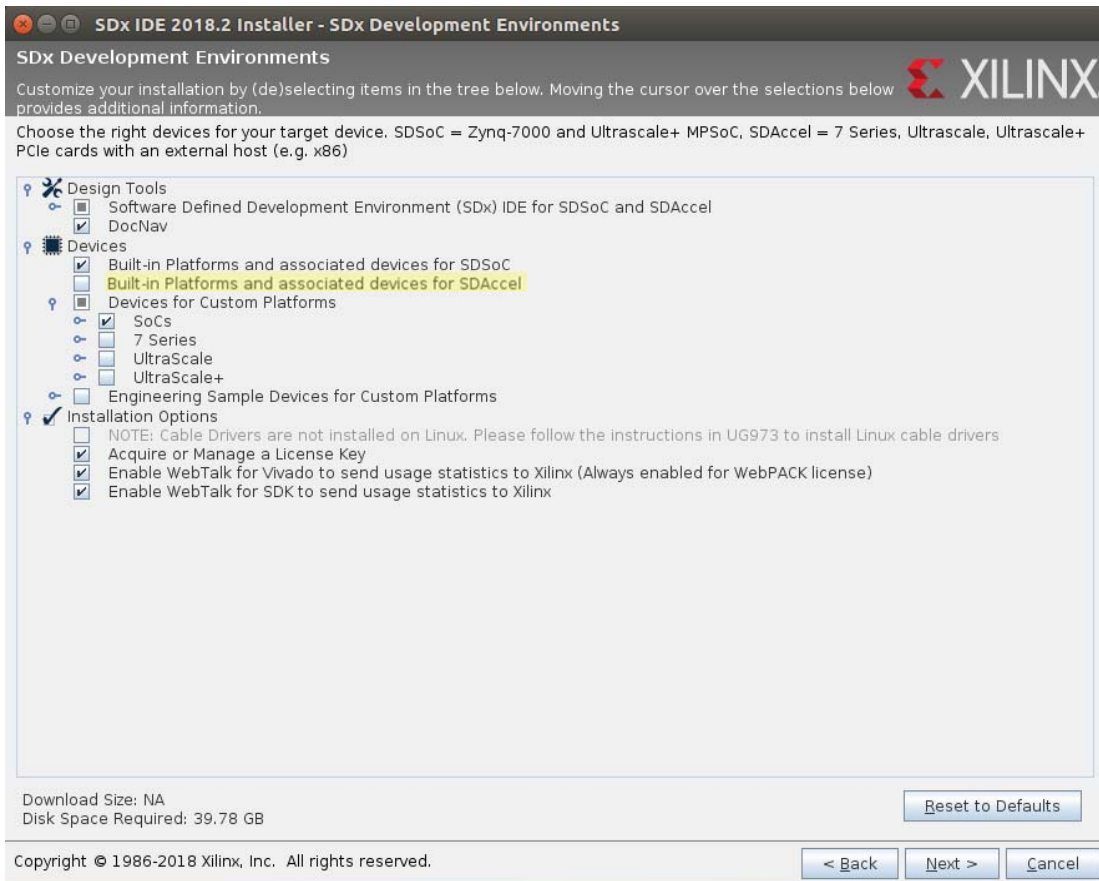 SDx IDE 2018.2 Installer - SDx Development Environments
SDx Development Environments
Customize your installation by (de)selecting items in the tree below. Moving the cursor over the selections below
provides additional information.
XILINX
Choose the right devices for your target device. SDSoC = Zynq-7000 and Ultrascale+ MPSoC, SDAccel = 7 Series, Ultrascale, Ultrascale+
PCIe cards with an external host (e.g. x86)
Design Tools
Software Defined Development Environment (SDx) IDE for SDSoC and SDAccel
DocNav
Devices
Built-in Platforms and associated devices for SDSoC
Built-in Platforms and associated devices for SDAccel
Devices for Custom Platforms
SoCs
7 Series
UltraScale
UltraScale+
Engineering Sample Devices for Custom Platforms
Installation Options
NOTE: Cable Drivers are not installed on Linux. Please follow the instructions in UG973 to install Linux cable drivers
Acquire or Manage a License Key
Enable WebTalk for Vivado to send usage statistics to Xilinx (Always enabled for WebPACK license)
Enable WebTalk for SDK to send usage statistics to Xilinx
Download Size: NA
Disk Space Required: 39.78 GB
Reset to Defaults
Copyright © 1986-2018 Xilinx, Inc. All rights reserved.
< Back
Next >
Cancel